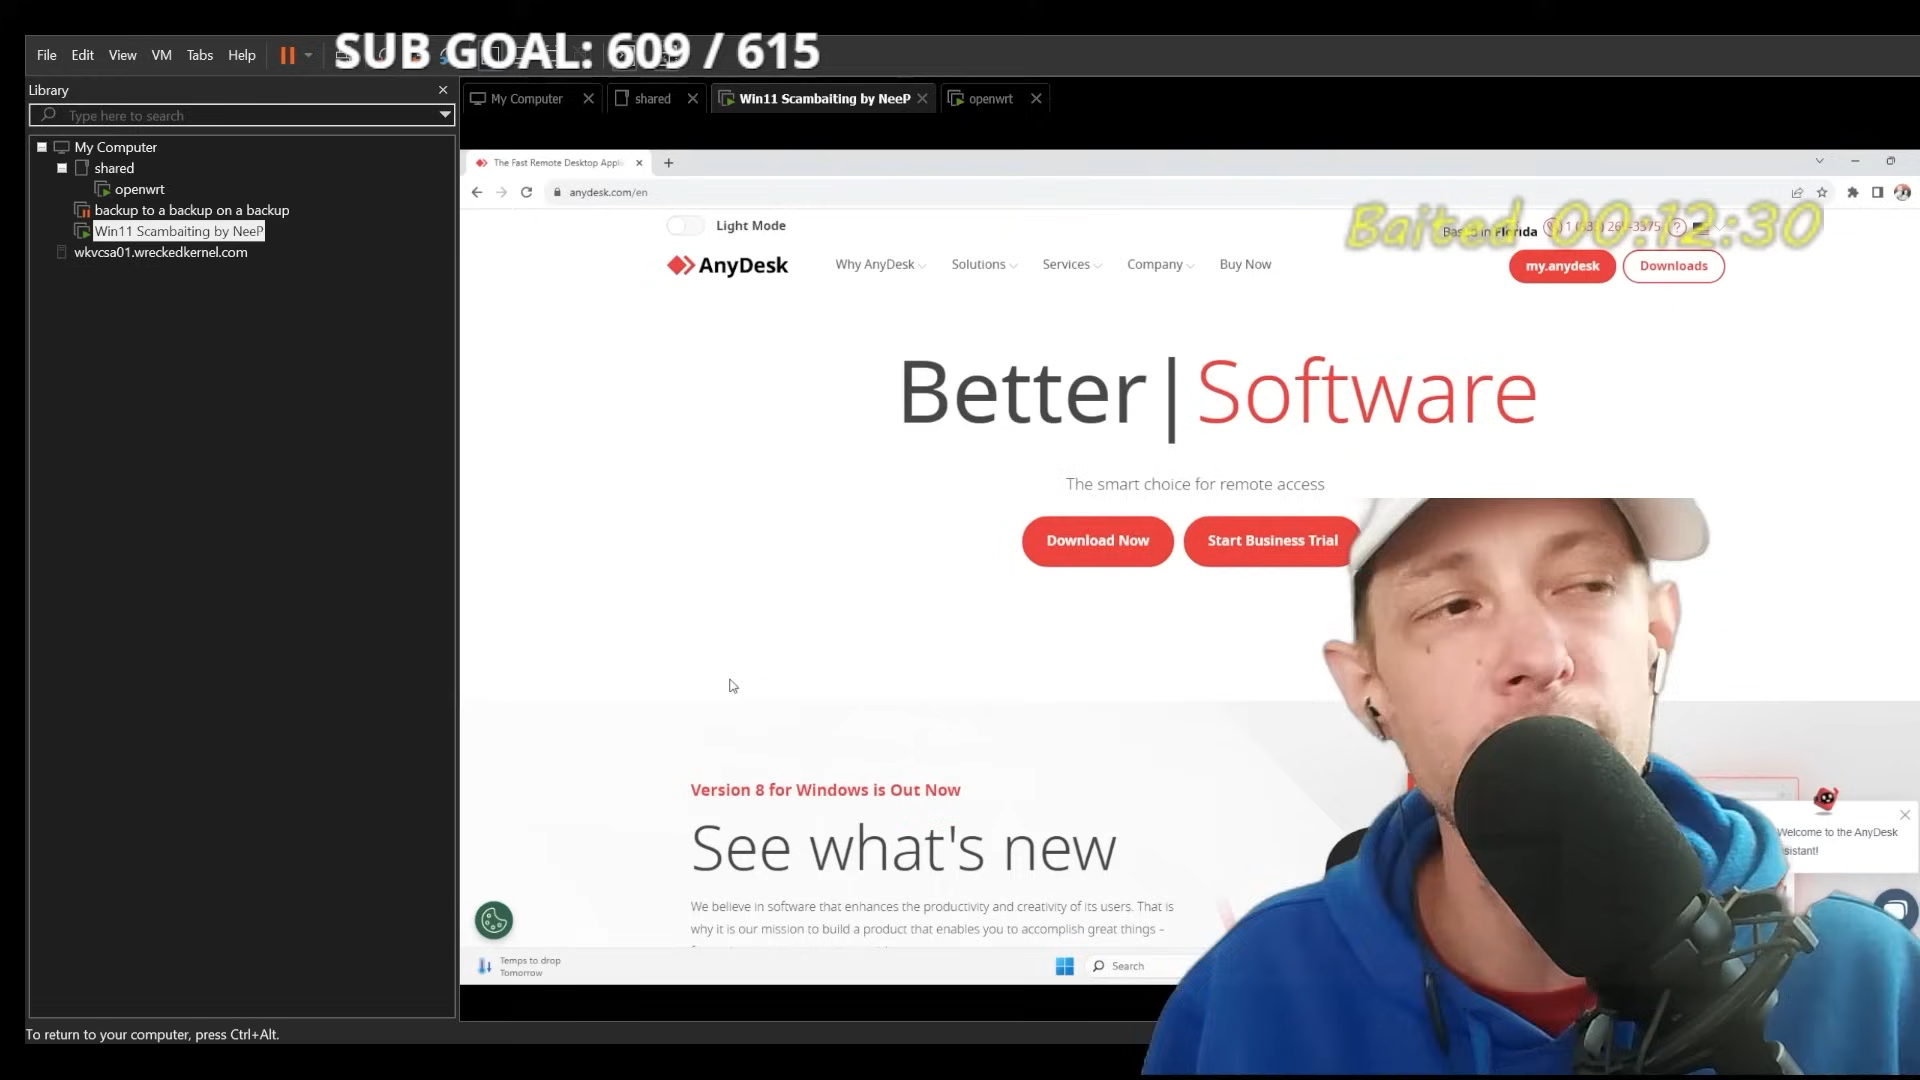 SUB GOAL: 609 / 615
File Edit View VM Tabs Help
Library
Type here to search
My Computer
shared
openwrt
backup to a backup on a backup
Win11 Scambaiting by NeeP
wkvcsa01.wreckedkernel.com
My Computer shared Win11 Scambaiting by NeeP openwrt
The Fast Remote Desktop Appli
anydesk.com/en
Light Mode
Florida
Baited 00:12:30
AnyDesk Why AnyDesk Solutions Services Company Buy Now my.anydesk Downloads
Better|Software
The smart choice for remote access
Download Now Start Business Trial
Version 8 for Windows is Out Now
See what's new
We believe in software that enhances the productivity and creativity of its users. That is
why it is our mission to build a product that enables you to accomplish great things –
Welcome to the AnyDesk
sistant!
Temps to drop
Tomorrow
Search
To return to your computer, press Ctrl+Alt.